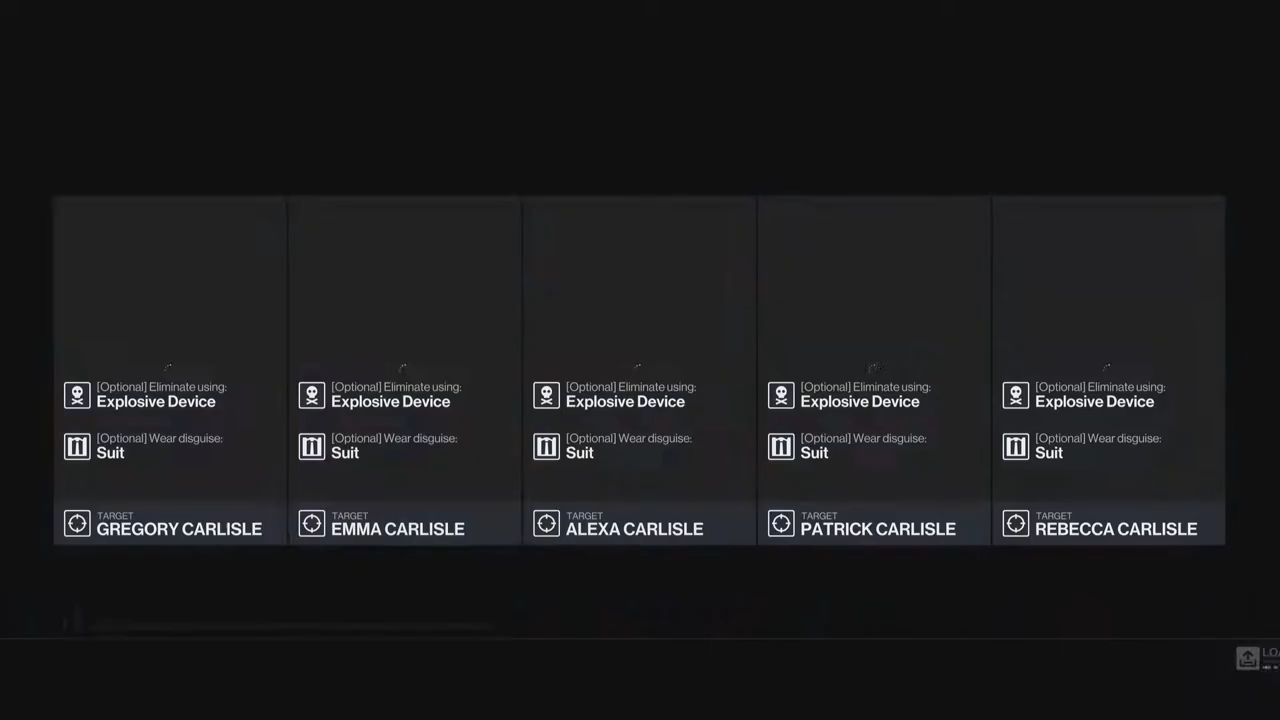 [Optional] Eliminate using:
Explosive Device
[Optional] Wear disguise:
Suit
TARGET
GREGORY CARLISLE
[Optional] Eliminate using:
Explosive Device
[Optional] Wear disguise:
Suit
TARGET
EMMA CARLISLE
[Optional] Eliminate using:
Explosive Device
[Optional] Wear disguise:
Suit
TARGET
ALEXA CARLISLE
[Optional] Eliminate using:
Explosive Device
[Optional] Wear disguise:
Suit
TARGET
PATRICK CARLISLE
[Optional] Eliminate using:
Explosive Device
[Optional] Wear disguise:
Suit
TARGET
REBECCA CARLISLE